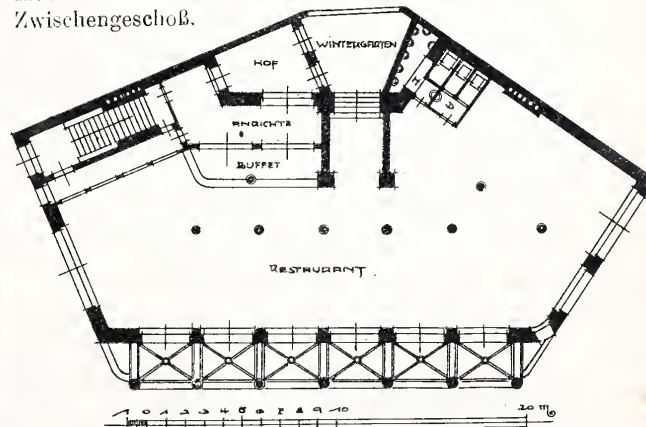 Zwischengeschoß.
WINTERGARTEN
HOF
H
D
ANRICHTE
BUFFET
RESTAURANT.
1 0 1 2 3 4 5 6 7 8 9 10 20 m